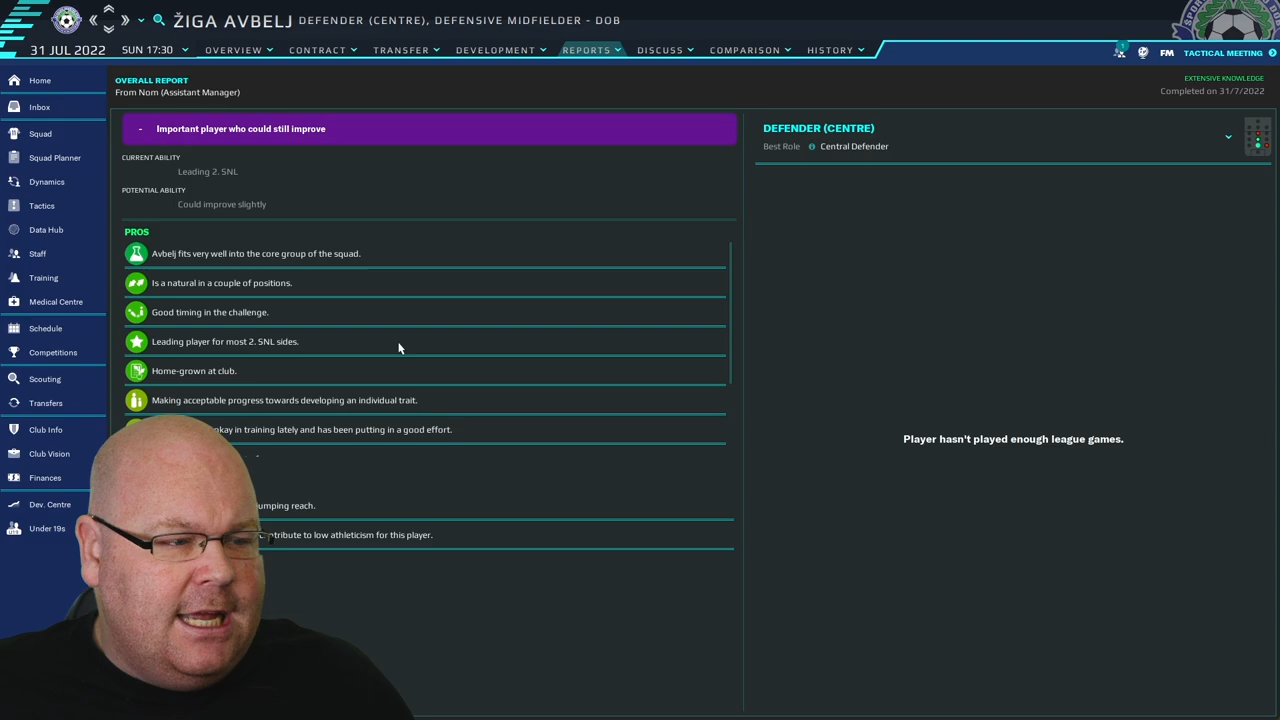 ŽIGA AVBELJ DEFENDER (CENTRE), DEFENSIVE MIDFIELDER - DOB
31 JUL 2022 SUN 17:30 OVERVIEW CONTRACT TRANSFER DEVELOPMENT REPORTS DISCUSS COMPARISON HISTORY 1 FM TACTICAL MEETING
Home
Inbox
Squad
Squad Planner
Dynamics
Tactics
Data Hub
Staff
Training
Medical Centre
Schedule
Competitions
Scouting
Transfers
Club Info
Club Vision
Finances
Dev. Centre
Under 19s
OVERALL REPORT
From Nom (Assistant Manager)
EXTENSIVE KNOWLEDGE
Completed on 31/7/2022
- Important player who could still improve
CURRENT ABILITY
Leading 2. SNL
POTENTIAL ABILITY
Could improve slightly
PROS
Avbelj fits very well into the core group of the squad.
Is a natural in a couple of positions.
Good timing in the challenge.
Leading player for most 2. SNL sides.
Home-grown at club.
Making acceptable progress towards developing an individual trait.
okay in training lately and has been putting in a good effort.
jumping reach.
contribute to low athleticism for this player.
DEFENDER (CENTRE)
Best Role Central Defender
Player hasn't played enough league games.